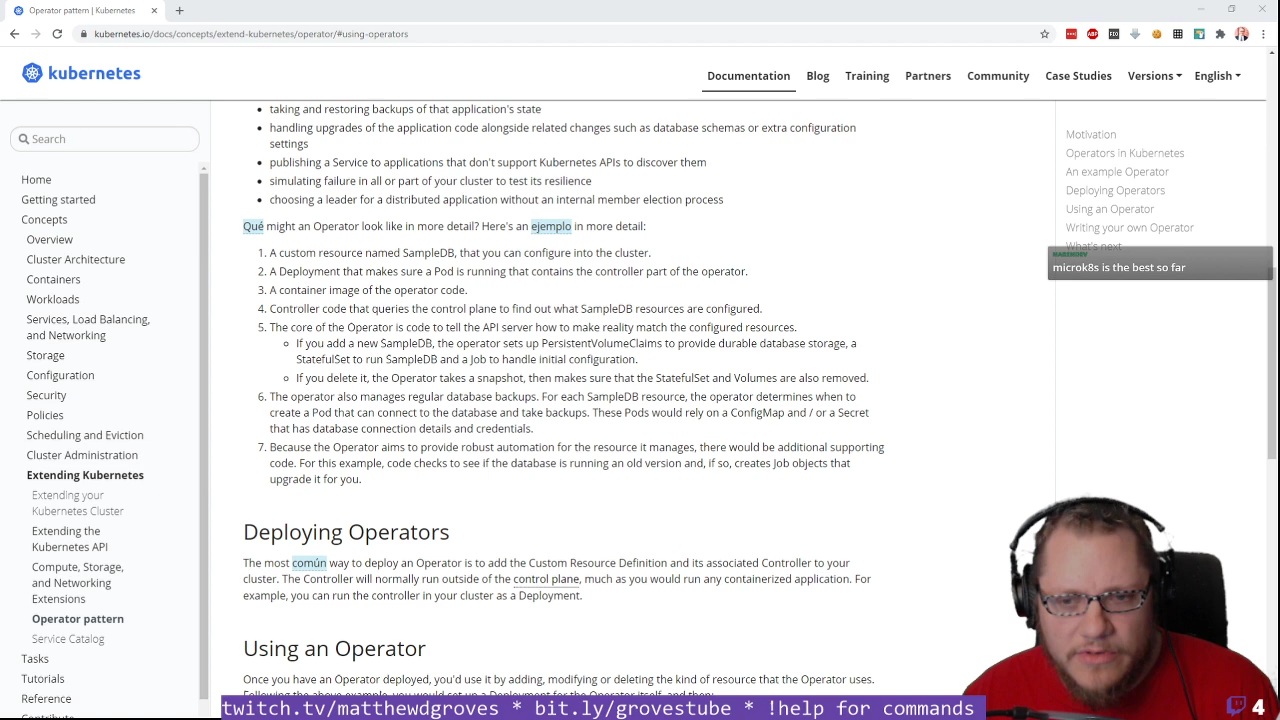 Operator pattern | Kubernetes
kubernetes.io/docs/concepts/extend-kubernetes/operator/#using-operators
kubernetes
Documentation
Blog
Training
Partners
Community
Case Studies
Versions
English
Search
Home
Getting started
Concepts
Overview
Cluster Architecture
Containers
Workloads
Services, Load Balancing,
and Networking
Storage
Configuration
Security
Policies
Scheduling and Eviction
Cluster Administration
Extending Kubernetes
Extending your
Kubernetes Cluster
Extending the
Kubernetes API
Compute, Storage,
and Networking
Extensions
Operator pattern
Service Catalog
Tasks
Tutorials
Reference
Contribute
taking and restoring backups of that application's state
handling upgrades of the application code alongside related changes such as database schemas or extra configuration
settings
publishing a Service to applications that don't support Kubernetes APIs to discover them
simulating failure in all or part of your cluster to test its resilience
choosing a leader for a distributed application without an internal member election process
Qué might an Operator look like in more detail? Here's an ejemplo in more detail:
1. A custom resource named SampleDB, that you can configure into the cluster.
2. A Deployment that makes sure a Pod is running that contains the controller part of the operator.
3. A container image of the operator code.
4. Controller code that queries the control plane to find out what SampleDB resources are configured.
5. The core of the Operator is code to tell the API server how to make reality match the configured resources.
If you add a new SampleDB, the operator sets up PersistentVolumeClaims to provide durable database storage, a
StatefulSet to run SampleDB and a Job to handle initial configuration.
If you delete it, the Operator takes a snapshot, then makes sure that the StatefulSet and Volumes are also removed.
6. The operator also manages regular database backups. For each SampleDB resource, the operator determines when to
create a Pod that can connect to the database and take backups. These Pods would rely on a ConfigMap and / or a Secret
that has database connection details and credentials.
7. Because the Operator aims to provide robust automation for the resource it manages, there would be additional supporting
code. For this example, code checks to see if the database is running an old version and, if so, creates Job objects that
upgrade it for you.
Deploying Operators
The most común way to deploy an Operator is to add the Custom Resource Definition and its associated Controller to your
cluster. The Controller will normally run outside of the control plane, much as you would run any containerized application. For
example, you can run the controller in your cluster as a Deployment.
Using an Operator
Once you have an Operator deployed, you'd use it by adding, modifying or deleting the kind of resource that the Operator uses.
Following the above example, you would set up a Deployment for the Operator itself, and then:
Motivation
Operators in Kubernetes
An example Operator
Deploying Operators
Using an Operator
Writing your own Operator
What's next
microk8s is the best so far
twitch.tv/matthewdgroves * bit.ly/grovestube * !help for commands
4